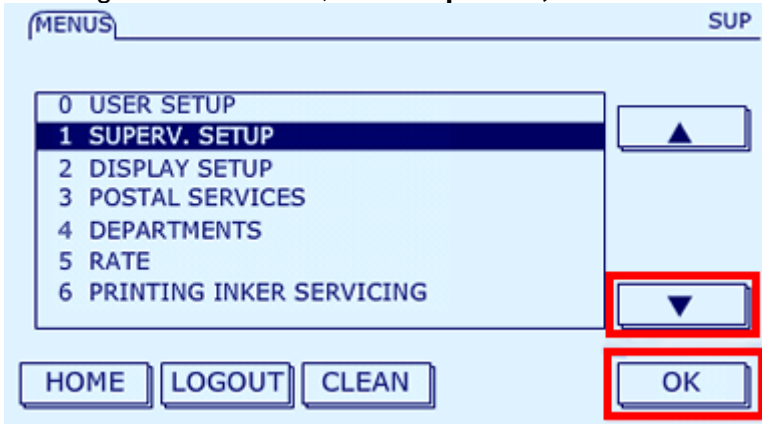 MENUS SUP
0 USER SETUP
1 SUPERV. SETUP
2 DISPLAY SETUP
3 POSTAL SERVICES
4 DEPARTMENTS
5 RATE
6 PRINTING INKER SERVICING
HOME LOGOUT CLEAN OK